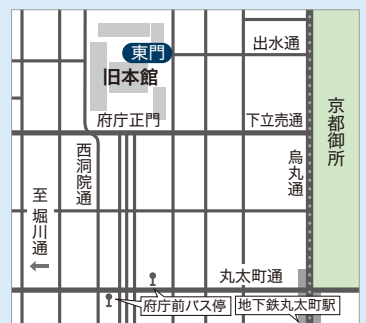 東門
旧本館
出水通
府庁正門
下立売通
西洞院通
烏丸通
京都御所
至 堀川通
丸太町通
府庁前バス停
地下鉄丸太町駅